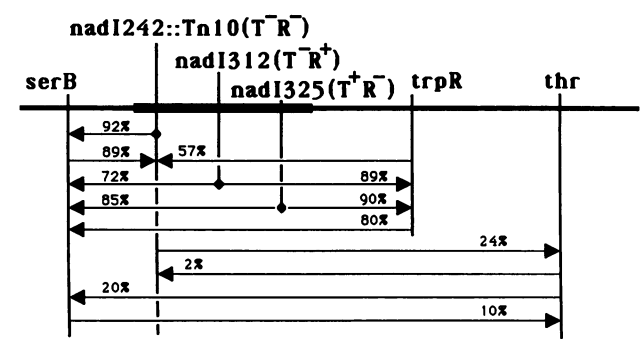 nadI242::Tn10(T⁻R⁻)
nadI312(T⁻R⁺)
nadI325(T⁺R⁻)
serB trpR thr
92%
89% 57%
72% 89%
85% 90%
80%
24%
2%
20%
10%